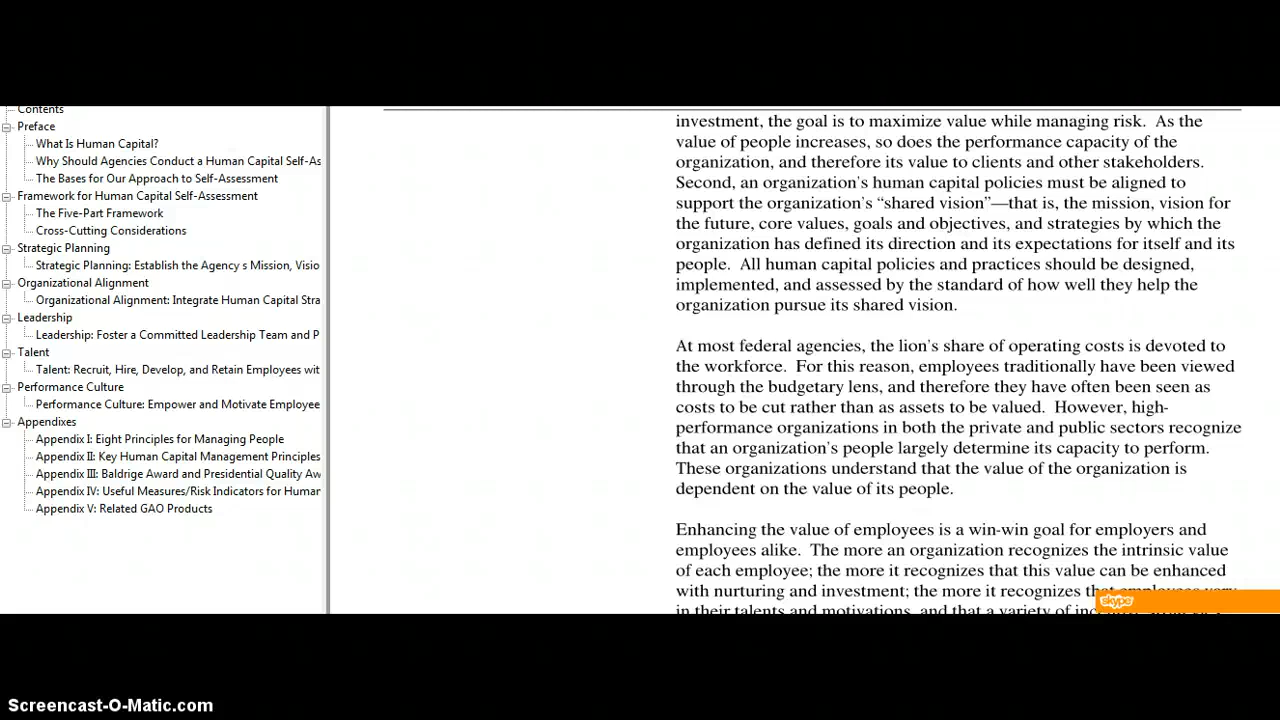 Contents
Preface
What Is Human Capital?
Why Should Agencies Conduct a Human Capital Self-As
The Bases for Our Approach to Self-Assessment
Framework for Human Capital Self-Assessment
The Five-Part Framework
Cross-Cutting Considerations
Strategic Planning
Strategic Planning: Establish the Agency s Mission, Visio
Organizational Alignment
Organizational Alignment: Integrate Human Capital Stra
Leadership
Leadership: Foster a Committed Leadership Team and P
Talent
Talent: Recruit, Hire, Develop, and Retain Employees wit
Performance Culture
Performance Culture: Empower and Motivate Employee
Appendixes
Appendix I: Eight Principles for Managing People
Appendix II: Key Human Capital Management Principles
Appendix III: Baldrige Award and Presidential Quality Aw
Appendix IV: Useful Measures/Risk Indicators for Human
Appendix V: Related GAO Products
investment, the goal is to maximize value while managing risk. As the
value of people increases, so does the performance capacity of the
organization, and therefore its value to clients and other stakeholders.
Second, an organization's human capital policies must be aligned to
support the organization's “shared vision”—that is, the mission, vision for
the future, core values, goals and objectives, and strategies by which the
organization has defined its direction and its expectations for itself and its
people. All human capital policies and practices should be designed,
implemented, and assessed by the standard of how well they help the
organization pursue its shared vision.
At most federal agencies, the lion's share of operating costs is devoted to
the workforce. For this reason, employees traditionally have been viewed
through the budgetary lens, and therefore they have often been seen as
costs to be cut rather than as assets to be valued. However, high-
performance organizations in both the private and public sectors recognize
that an organization's people largely determine its capacity to perform.
These organizations understand that the value of the organization is
dependent on the value of its people.
Enhancing the value of employees is a win-win goal for employers and
employees alike. The more an organization recognizes the intrinsic value
of each employee; the more it recognizes that this value can be enhanced
with nurturing and investment; the more it recognizes that employees vary
in their talents and motivations, and that a variety of
skype
Screencast-O-Matic.com